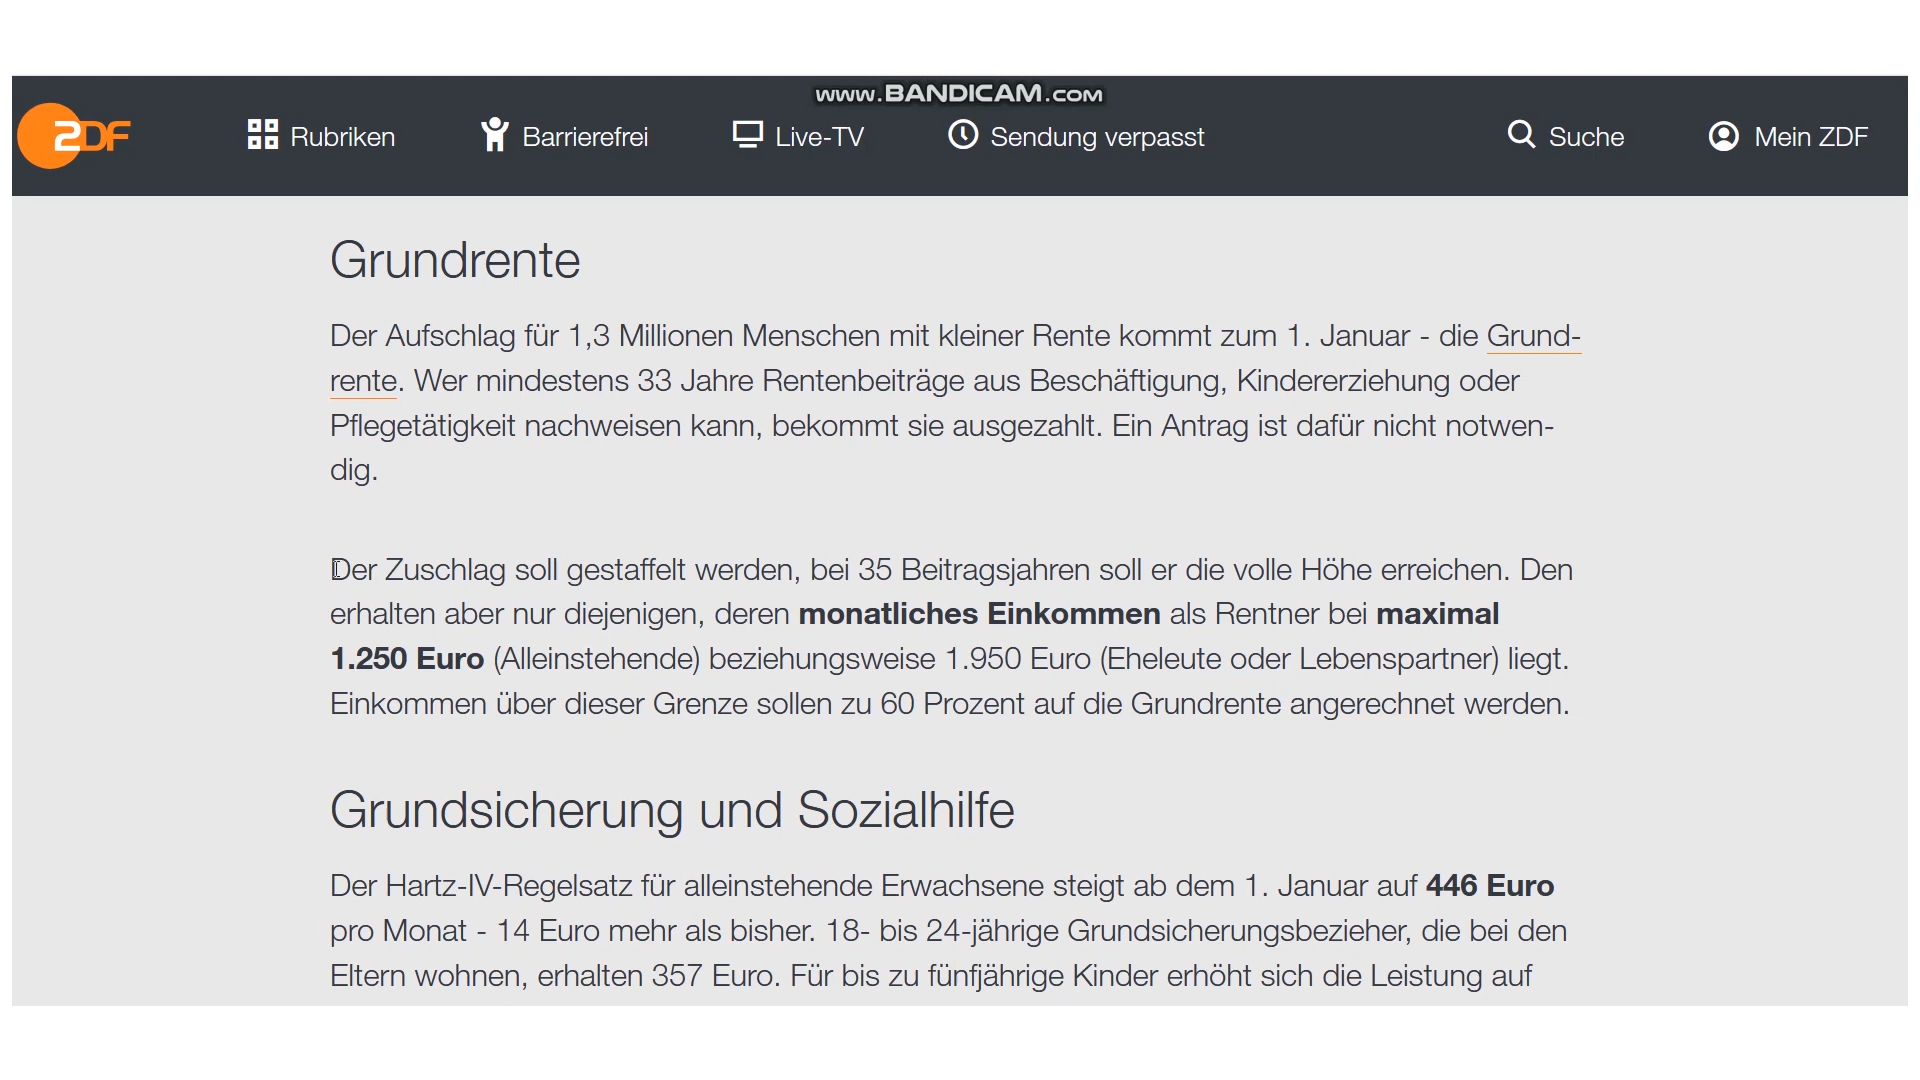 www.BANDICAM.com
ZDF Rubriken Barrierefrei Live-TV Sendung verpasst Suche Mein ZDF
Grundrente
Der Aufschlag für 1,3 Millionen Menschen mit kleiner Rente kommt zum 1. Januar - die Grund-
rente. Wer mindestens 33 Jahre Rentenbeiträge aus Beschäftigung, Kindererziehung oder
Pflegetätigkeit nachweisen kann, bekommt sie ausgezahlt. Ein Antrag ist dafür nicht notwen-
dig.
Der Zuschlag soll gestaffelt werden, bei 35 Beitragsjahren soll er die volle Höhe erreichen. Den
erhalten aber nur diejenigen, deren monatliches Einkommen als Rentner bei maximal
1.250 Euro (Alleinstehende) beziehungsweise 1.950 Euro (Eheleute oder Lebenspartner) liegt.
Einkommen über dieser Grenze sollen zu 60 Prozent auf die Grundrente angerechnet werden.
Grundsicherung und Sozialhilfe
Der Hartz-IV-Regelsatz für alleinstehende Erwachsene steigt ab dem 1. Januar auf 446 Euro
pro Monat - 14 Euro mehr als bisher. 18- bis 24-jährige Grundsicherungsbezieher, die bei den
Eltern wohnen, erhalten 357 Euro. Für bis zu fünfjährige Kinder erhöht sich die Leistung auf